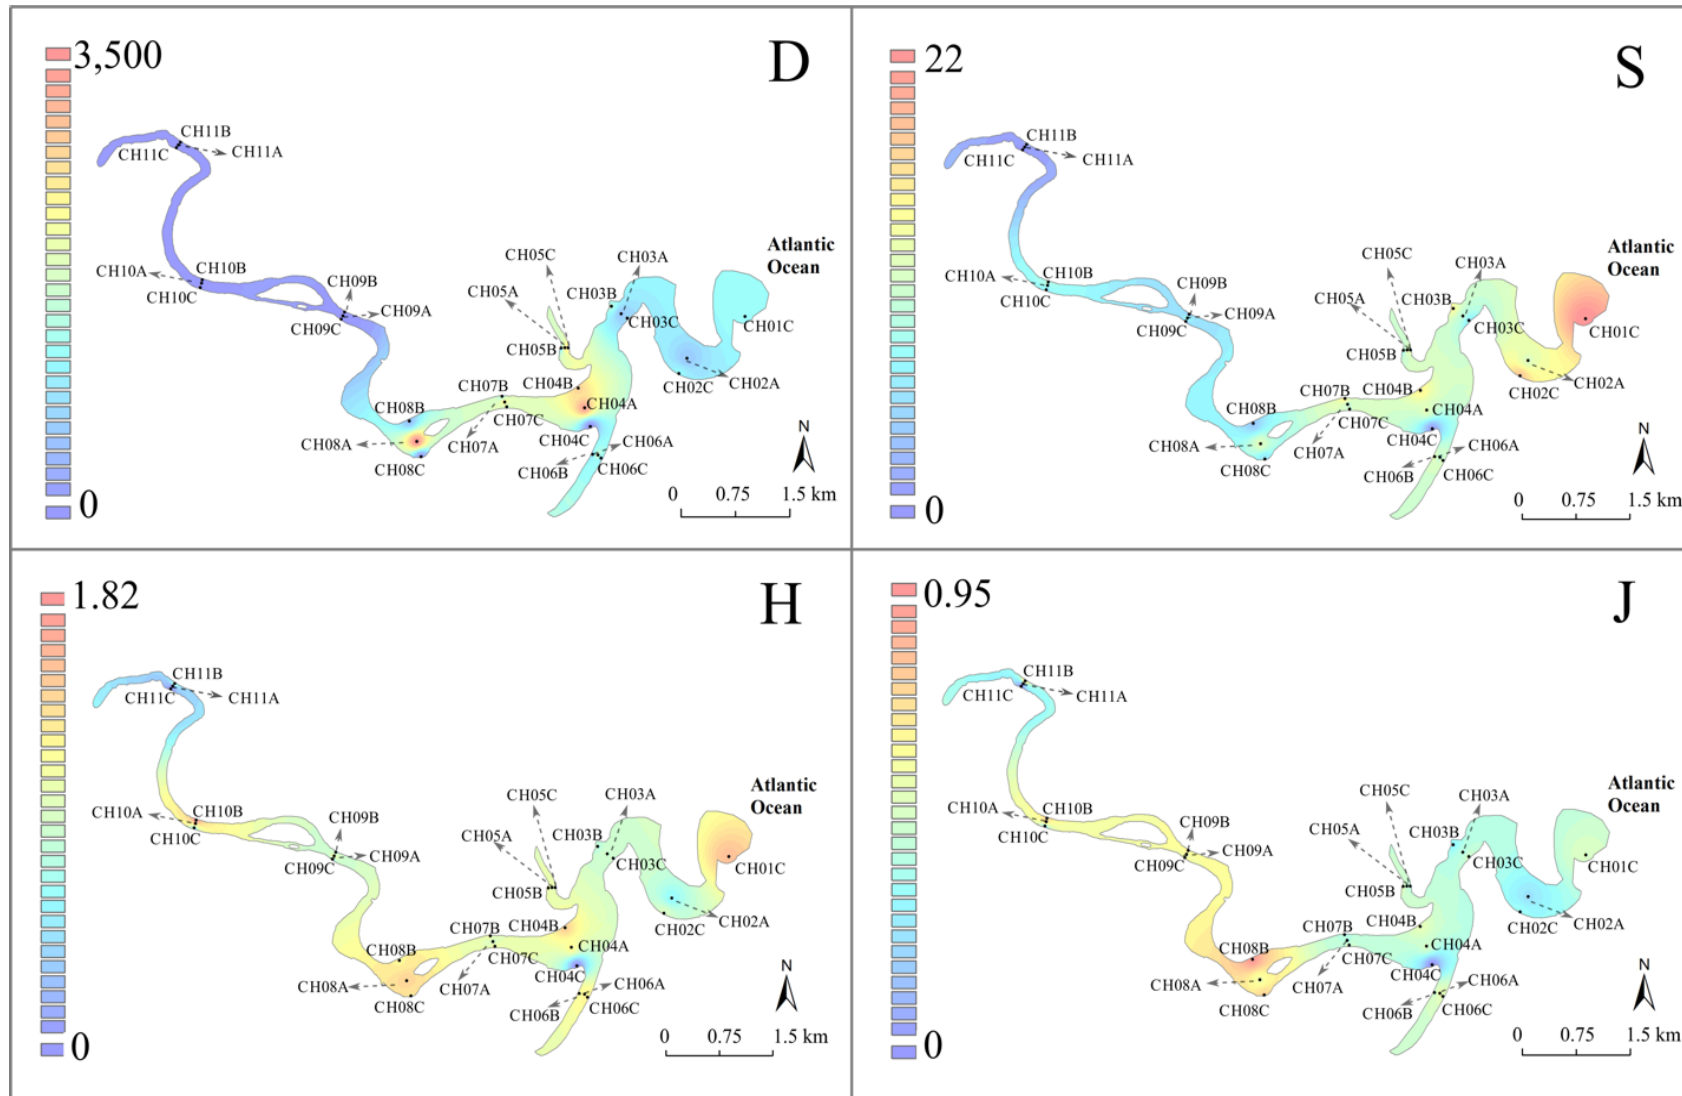 3,500
D
CH11B
CH11C
CH11A
CH10A
CH10B
CH10C
CH09B
CH09A
CH09C
CH05C
CH03A
Atlantic
Ocean
CH05A
CH03B
CH03C
CH01C
CH05B
CH02C
CH02A
CH07B
CH04B
CH08B
CH07C
CH04A
CH08A
CH07A
CH04C
CH06A
CH08C
CH06B
CH06C
N
0 0.75 1.5 km
0
22
S
CH11B
CH11C
CH11A
CH10A
CH10B
CH10C
CH09B
CH09A
CH09C
CH05C
CH03A
Atlantic
Ocean
CH05A
CH03B
CH03C
CH01C
CH05B
CH02A
CH02C
CH07B
CH04B
CH08B
CH07C
CH04A
CH08A
CH07A
CH04C
CH06A
CH08C
CH06B
CH06C
N
0 0.75 1.5 km
0
1.82
H
CH11B
CH11C
CH11A
CH10A
CH10B
CH10C
CH09B
CH09A
CH09C
CH05C
CH03A
Atlantic
Ocean
CH05A
CH03B
CH03C
CH01C
CH05B
CH02C
CH02A
CH07B
CH04B
CH08B
CH07C
CH04A
CH08A
CH07A
CH04C
CH06A
CH08C
CH06B
CH06C
N
0 0.75 1.5 km
0
0.95
J
CH11B
CH11C
CH11A
CH10A
CH10B
CH10C
CH09B
CH09A
CH09C
CH05C
CH03A
Atlantic
Ocean
CH05A
CH03B
CH03C
CH01C
CH05B
CH02C
CH02A
CH07B
CH04B
CH08B
CH07C
CH04A
CH08A
CH07A
CH04C
CH06A
CH08C
CH06B
CH06C
N
0 0.75 1.5 km
0